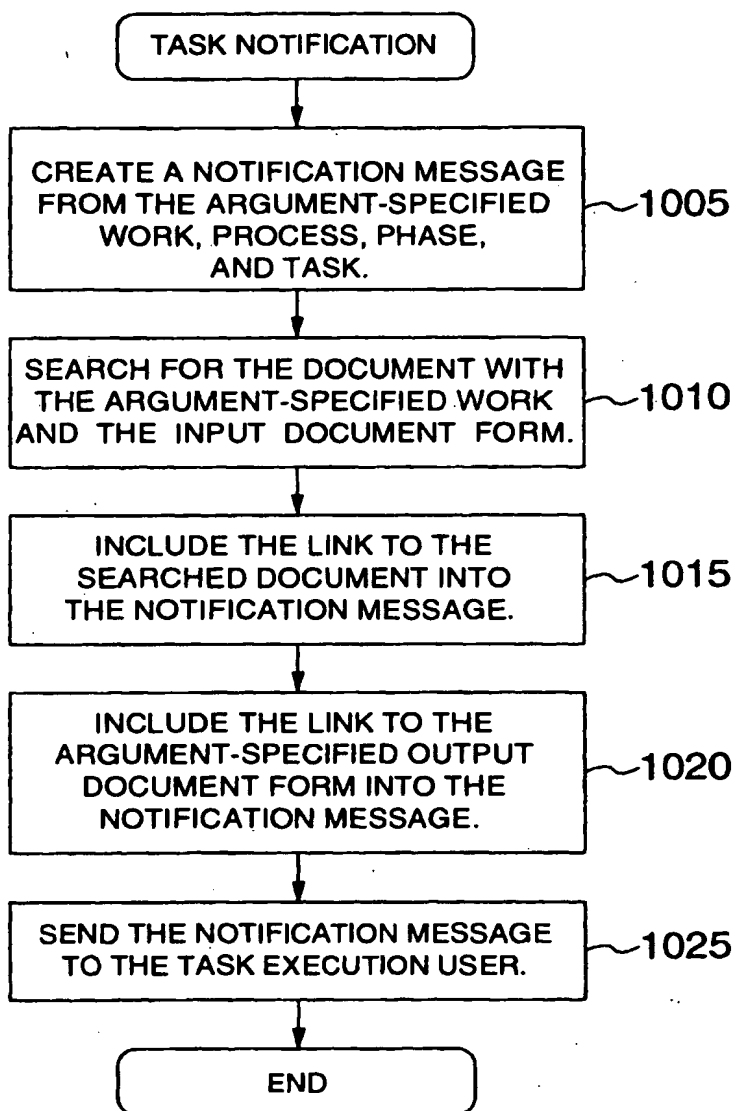 TASK NOTIFICATION
CREATE A NOTIFICATION MESSAGE
FROM THE ARGUMENT-SPECIFIED
WORK, PROCESS, PHASE,
AND TASK.
1005
SEARCH FOR THE DOCUMENT WITH
THE ARGUMENT-SPECIFIED WORK
AND THE INPUT DOCUMENT FORM.
1010
INCLUDE THE LINK TO THE
SEARCHED DOCUMENT INTO
THE NOTIFICATION MESSAGE.
1015
INCLUDE THE LINK TO THE
ARGUMENT-SPECIFIED OUTPUT
DOCUMENT FORM INTO THE
NOTIFICATION MESSAGE.
1020
SEND THE NOTIFICATION MESSAGE
TO THE TASK EXECUTION USER.
1025
END